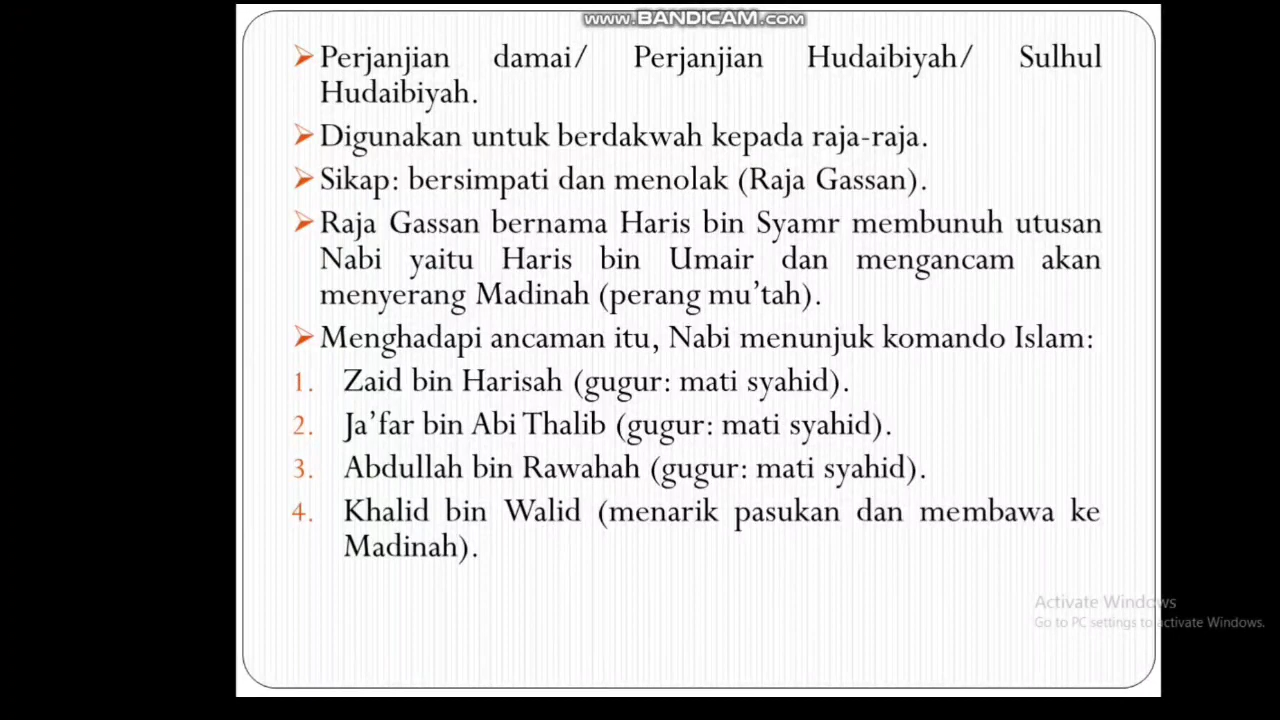 WWW.BANDICAM.COM
Perjanjian damai/ Perjanjian Hudaibiyah/ Sulhul
Hudaibiyah.
Digunakan untuk berdakwah kepada raja-raja.
Sikap: bersimpati dan menolak (Raja Gassan).
Raja Gassan bernama Haris bin Syamr membunuh utusan
Nabi yaitu Haris bin Umair dan mengancam akan
menyerang Madinah (perang mu’tah).
Menghadapi ancaman itu, Nabi menunjuk komando Islam:
1. Zaid bin Harisah (gugur: mati syahid).
2. Ja’far bin Abi Thalib (gugur: mati syahid).
3. Abdullah bin Rawahah (gugur: mati syahid).
4. Khalid bin Walid (menarik pasukan dan membawa ke
Madinah).
Activate Windows
Go to PC settings to activate Windows.